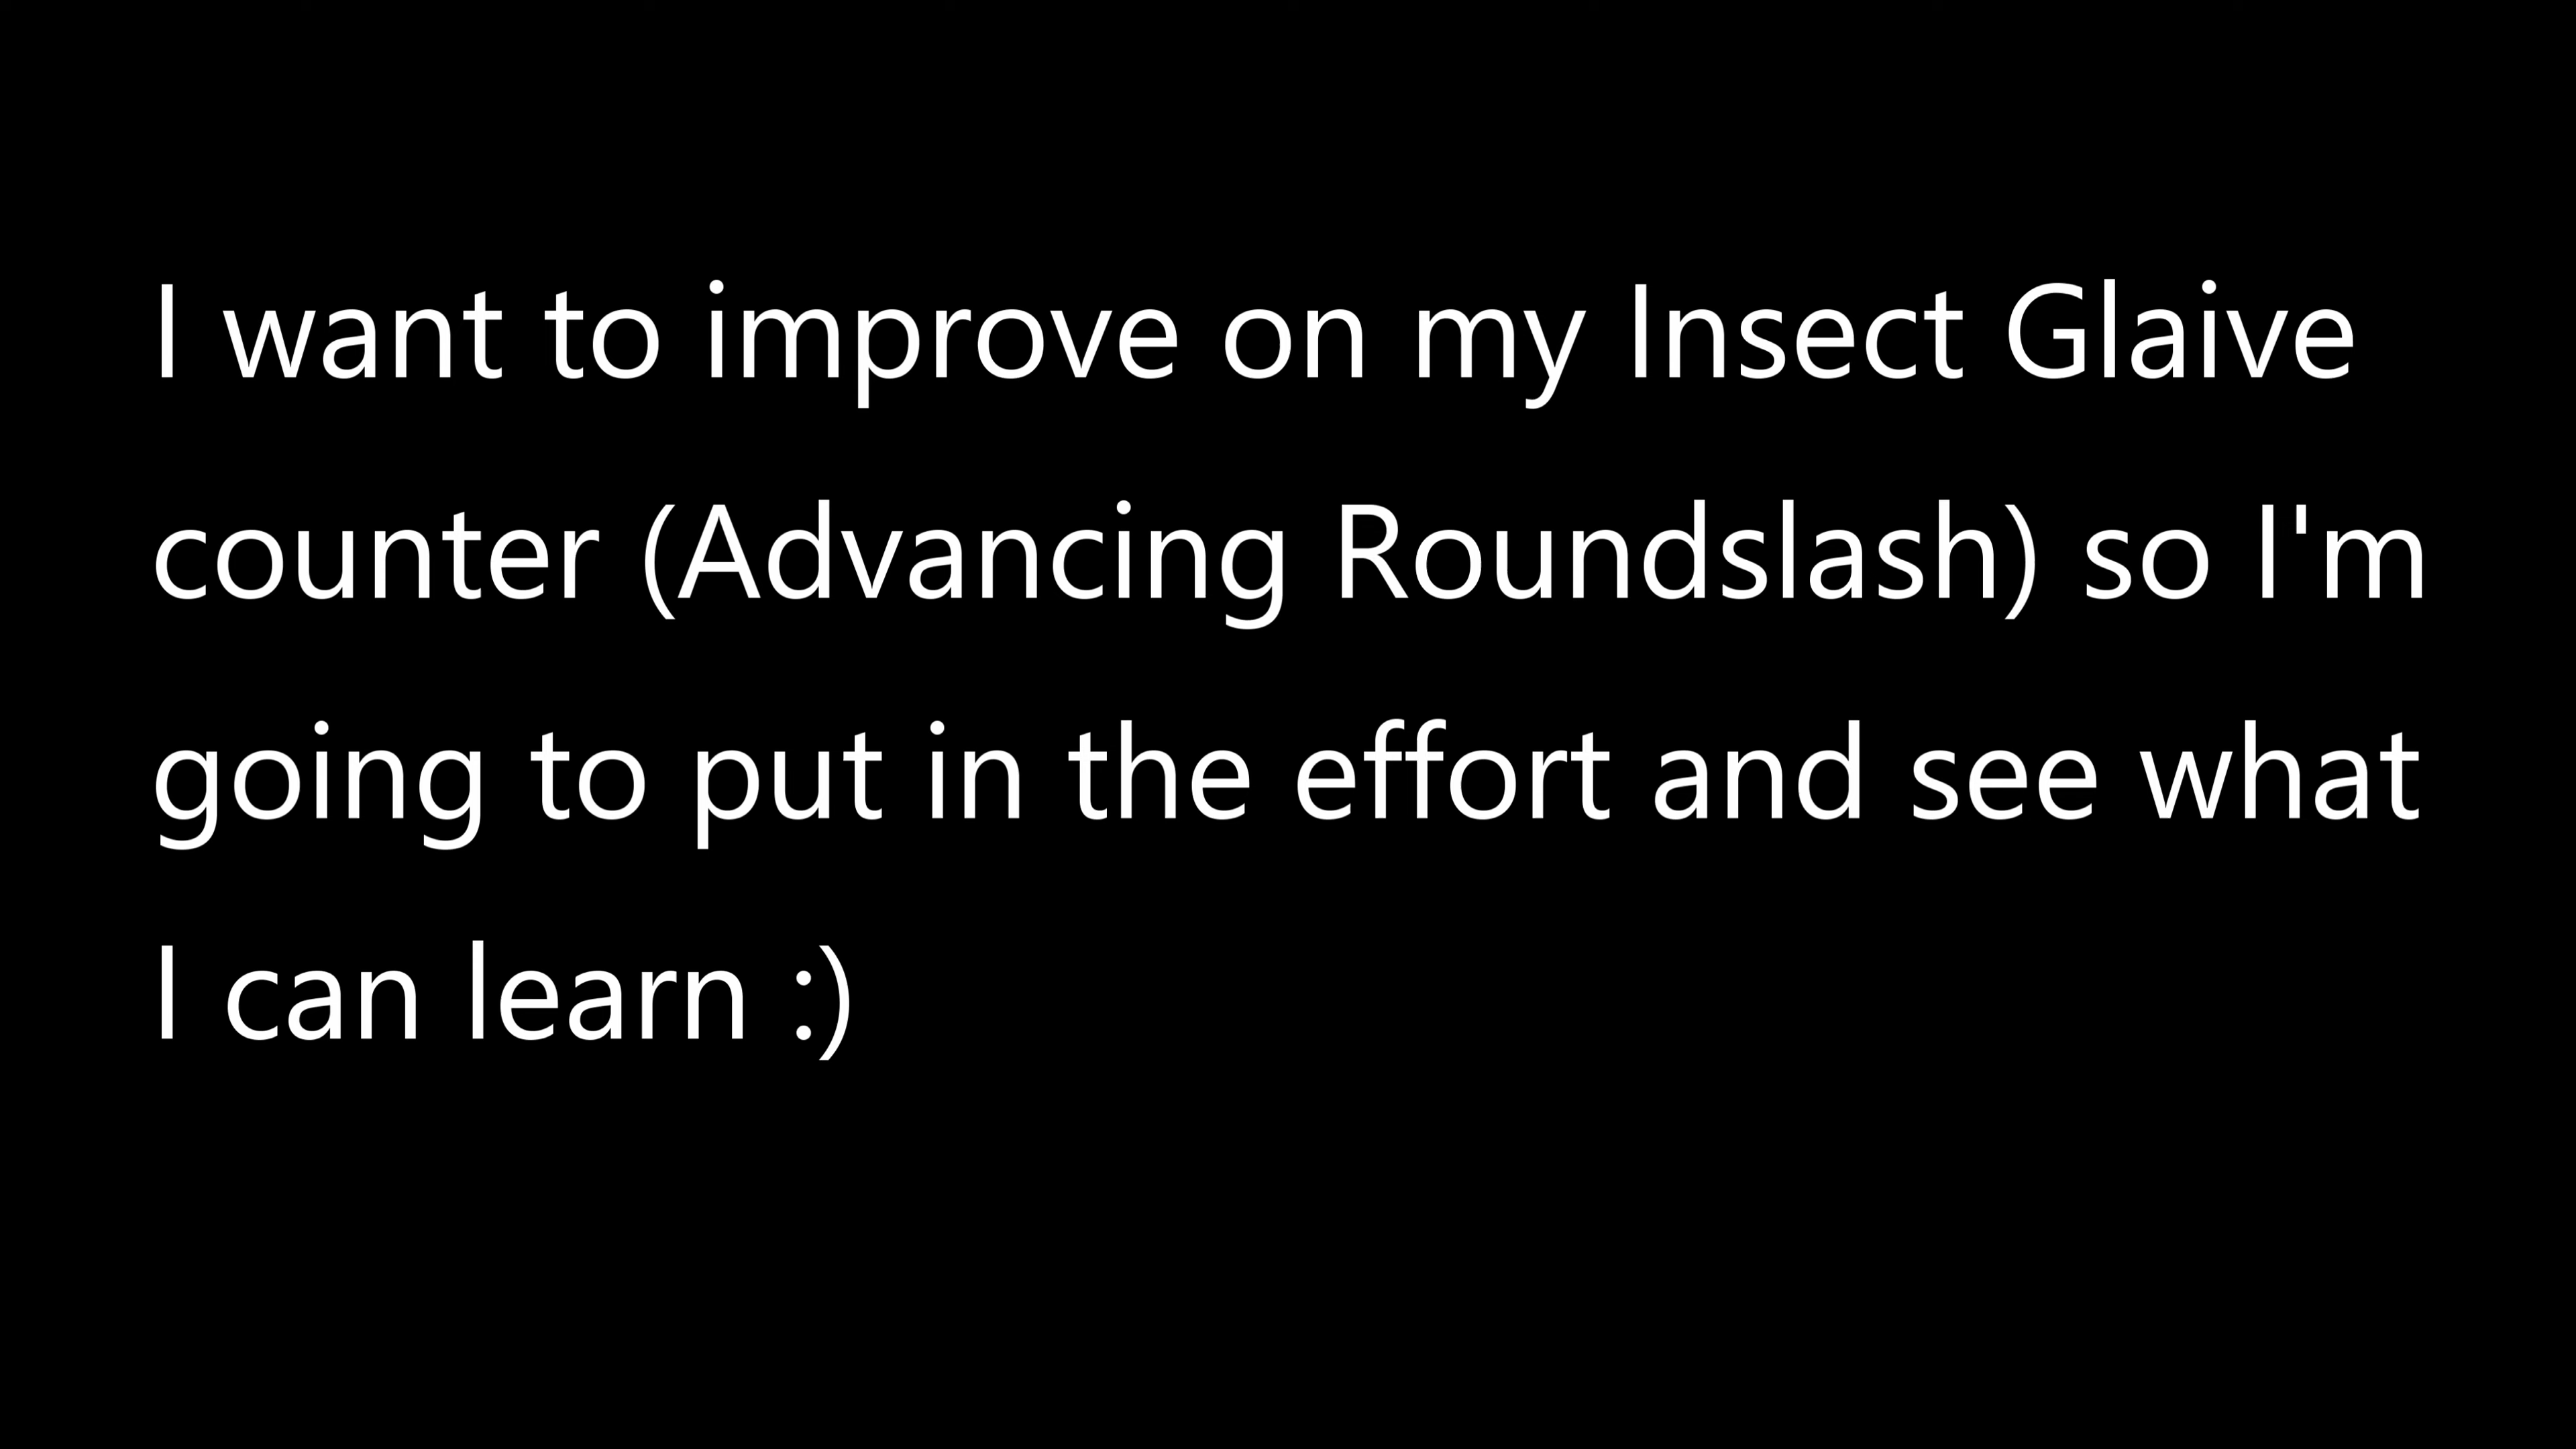 I want to improve on my Insect Glaive
counter (Advancing Roundslash) so I'm
going to put in the effort and see what
I can learn :)